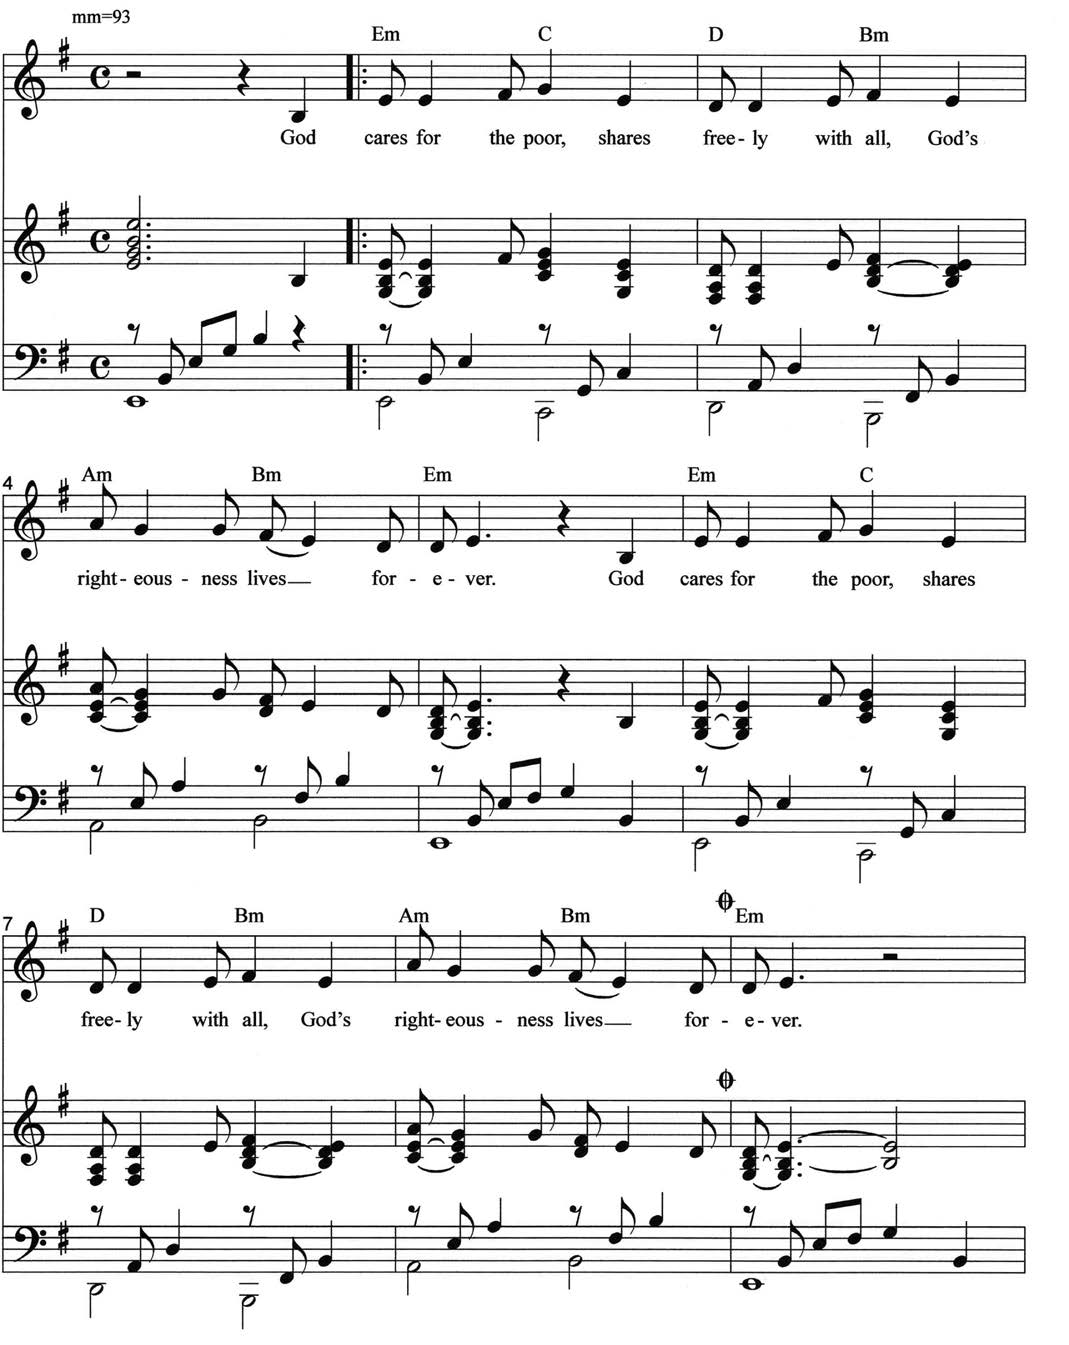 mm=93
Em C D Bm
God cares for the poor, shares free - ly with all, God's
4
Am Bm Em Em C
right - eous - ness lives for - e - ver. God cares for the poor, shares
7
D Bm Am Bm Em
free - ly with all, God's right - eous - ness lives for - e - ver.